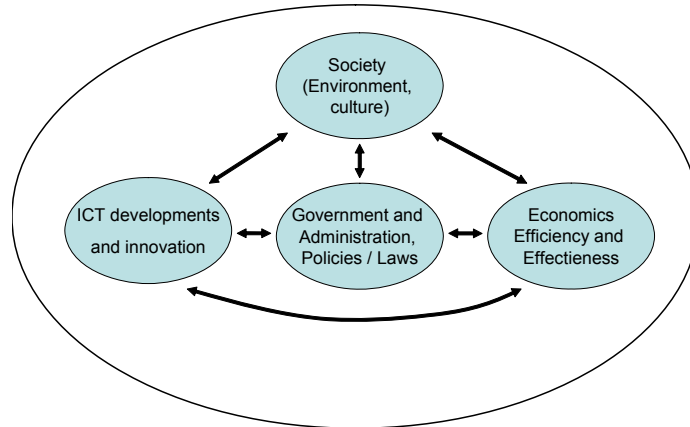 Society
(Environment,
culture)
ICT developments
and innovation
Government and
Administration,
Policies / Laws
Economics
Efficiency and
Effectieness